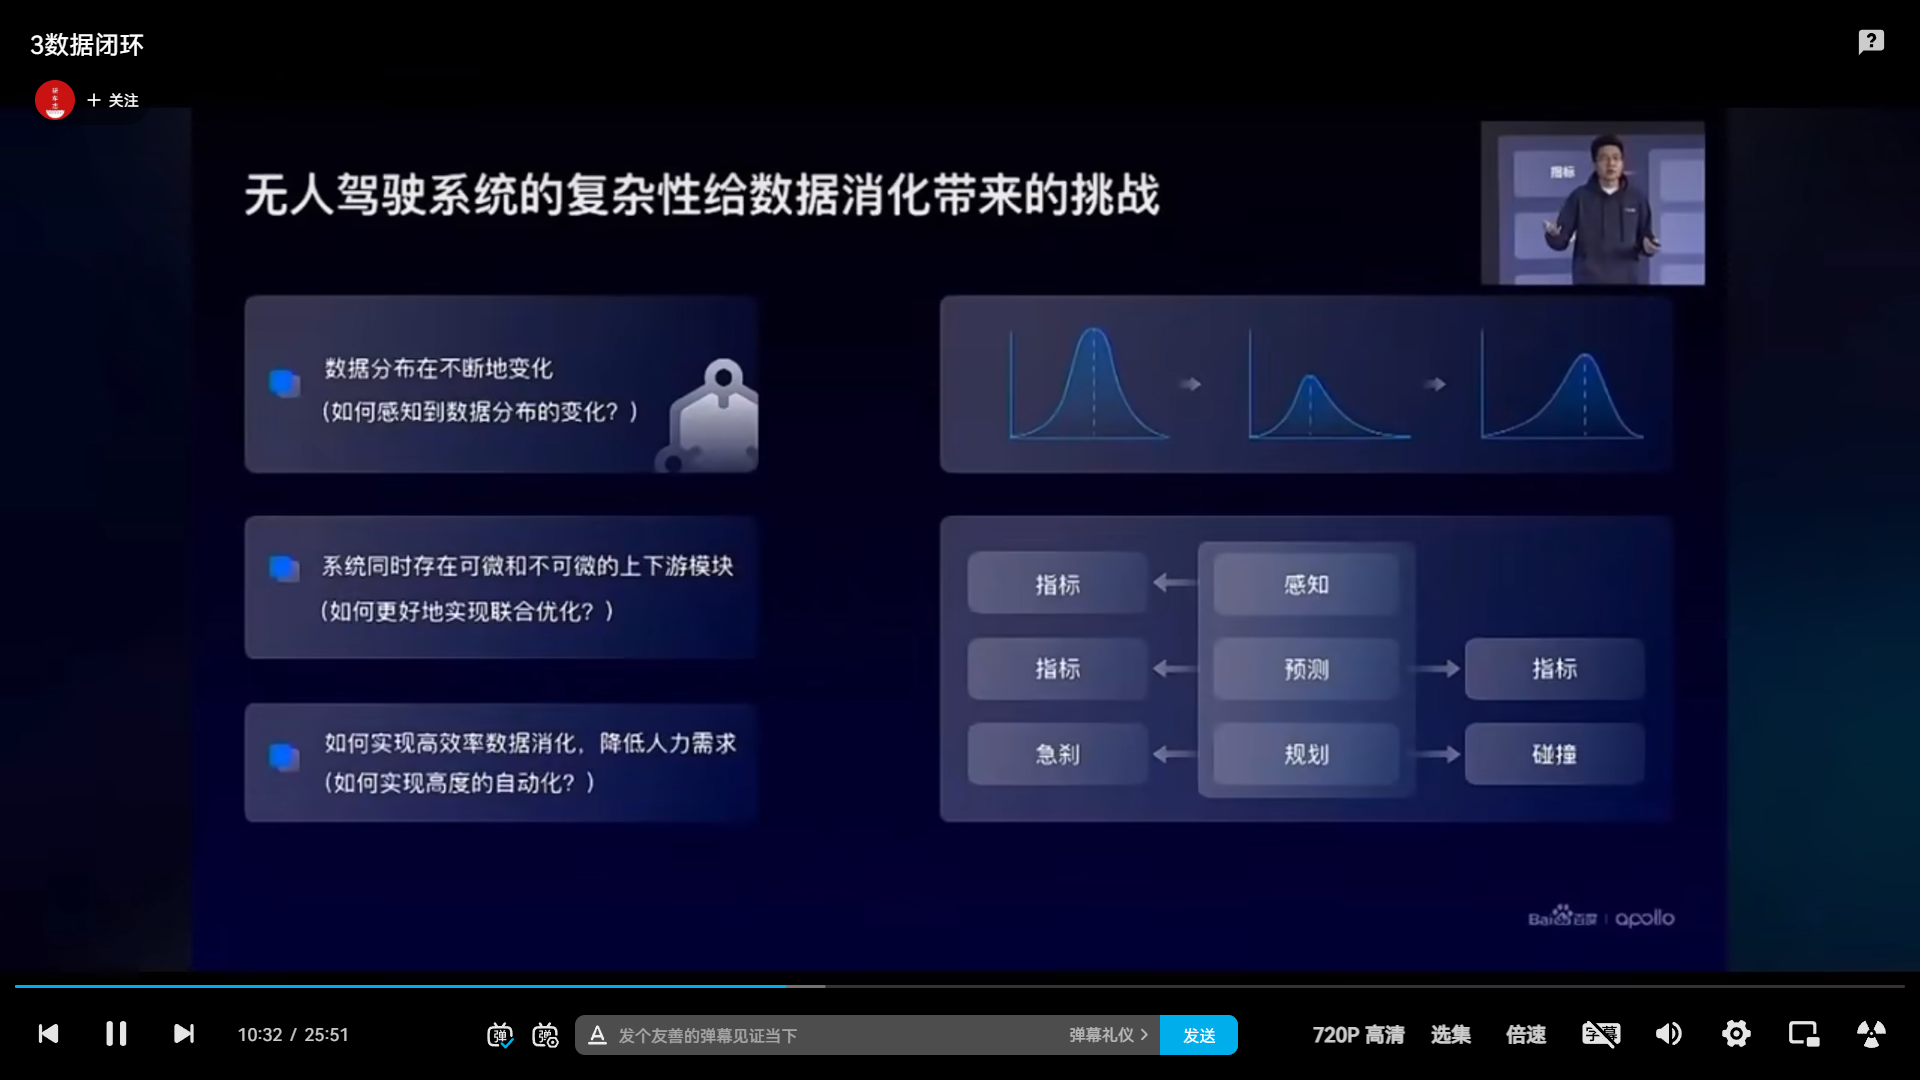 3数据闭环
+ 关注
无人驾驶系统的复杂性给数据消化带来的挑战
指标
数据分布在不断地变化
(如何感知到数据分布的变化？)
系统同时存在可微和不可微的上下游模块
(如何更好地实现联合优化？)
如何实现高效率数据消化，降低人力需求
(如何实现高度的自动化？)
指标
感知
指标
预测
指标
急刹
规划
碰撞
Bai百度 | apollo
10:32 / 25:51
弹
弹
A
发个友善的弹幕见证当下
弹幕礼仪
发送
720P 高清
选集
倍速
字幕